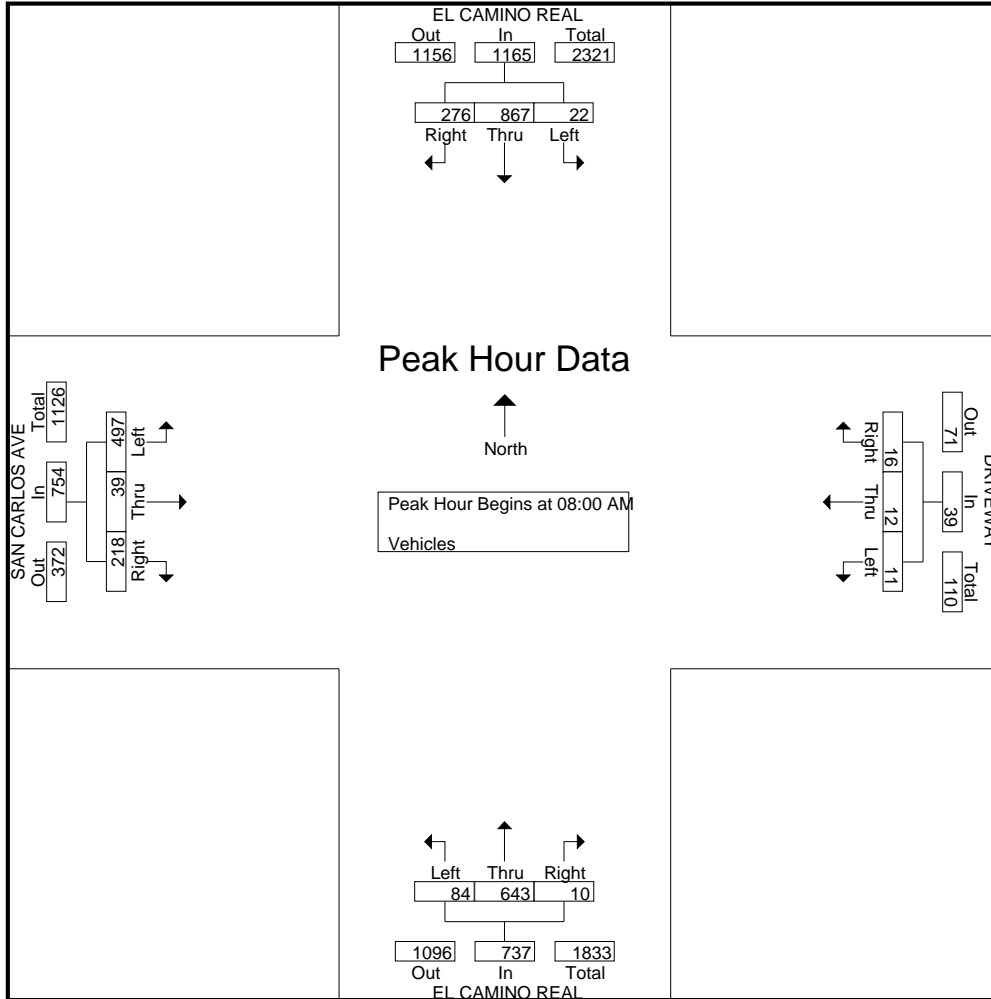 EL CAMINO REAL
Out In Total
1156 1165 2321
276 867 22
Right Thru Left
Peak Hour Data
North
Peak Hour Begins at 08:00 AM
Vehicles
SAN CARLOS AVE
Total In Out
1126 754 372
497 39 218
Left Thru Right
Right Thru Left
16 12 11
Out In Total
71 39 110
DRIVEWAY
Left Thru Right
84 643 10
1096 737 1833
Out In Total
EL CAMINO REAL